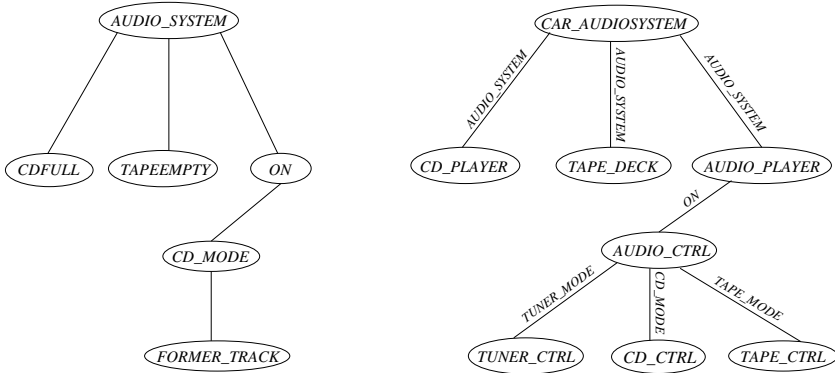 AUDIO_SYSTEM
CDFULL
TAPEEMPTY
ON
CD_MODE
FORMER_TRACK
CAR_AUDIOSYSTEM
AUDIO_SYSTEM
AUDIO_SYSTEM
AUDIO_SYSTEM
CD_PLAYER
TAPE_DECK
AUDIO_PLAYER
ON
AUDIO_CTRL
TUNER_MODE
CD_MODE
TAPE_MODE
TUNER_CTRL
CD_CTRL
TAPE_CTRL